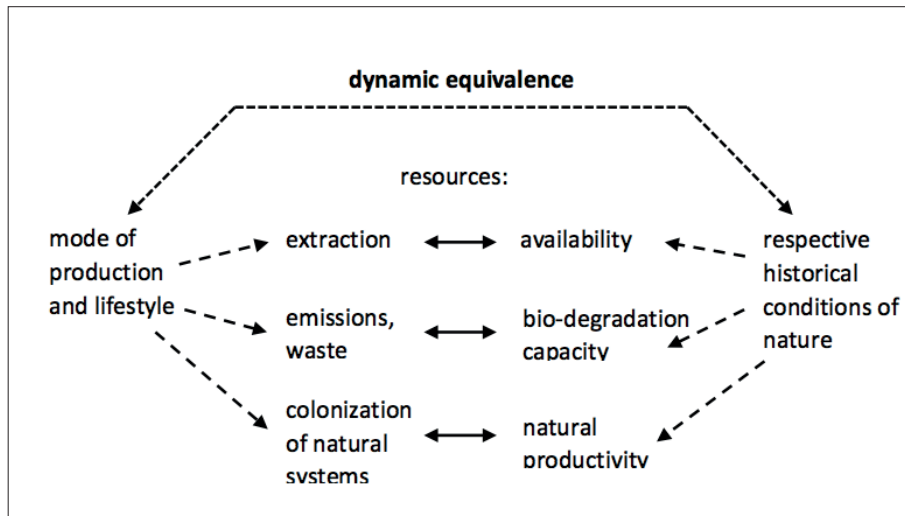 dynamic equivalence
resources:
mode of
production
and lifestyle
extraction
availability
respective
historical
conditions of
nature
emissions,
waste
bio-degradation
capacity
colonization
of natural
systems
natural
productivity